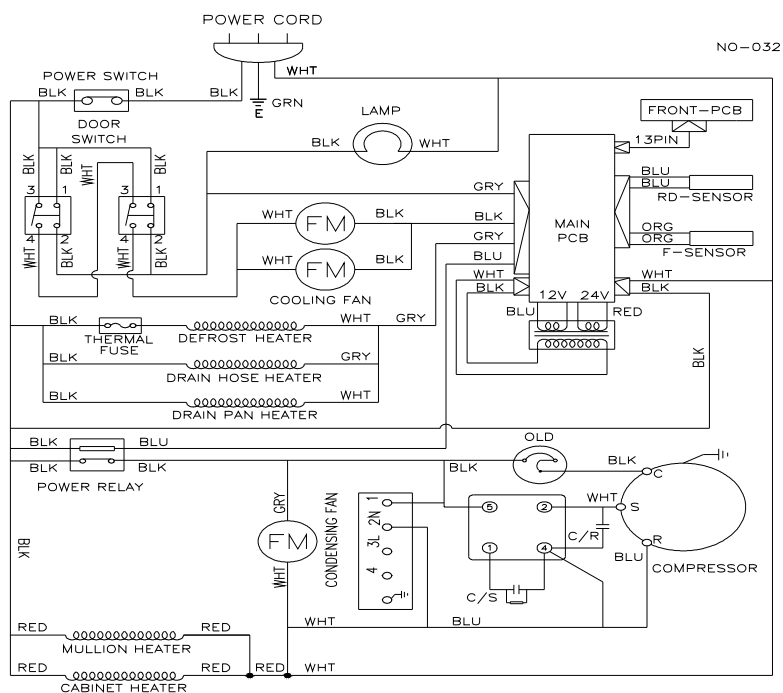 POWER CORD
NO-032
WHT
POWER SWITCH
BLK
BLK
BLK
GRN
E
DOOR
SWITCH
LAMP
BLK
WHT
FRONT-PCB
13PIN
BLK
BLK
WHT
BLK
3
1
3
1
4
2
4
2
WHT
BLK
WHT
BLK
GRY
BLK
GRY
BLU
WHT
BLK
MAIN
PCB
BLU
BLU
RD-SENSOR
ORG
ORG
F-SENSOR
WHT
BLK
WHT
FM
BLK
WHT
FM
BLK
COOLING FAN
12V
24V
BLU
RED
BLK
THERMAL
FUSE
DEFROST HEATER
WHT
GRY
BLK
DRAIN HOSE HEATER
GRY
BLK
DRAIN PAN HEATER
WHT
BLK
BLK
BLU
BLK
BLK
POWER RELAY
OLD
BLK
BLK
C
GRY
FM
WHT
CONDENSING FAN
1
2N
3L
4
5
2
1
4
WHT
S
C/R
R
BLU
COMPRESSOR
C/S
BLK
WHT
BLU
RED
RED
MULLION HEATER
RED
RED
RED
WHT
CABINET HEATER